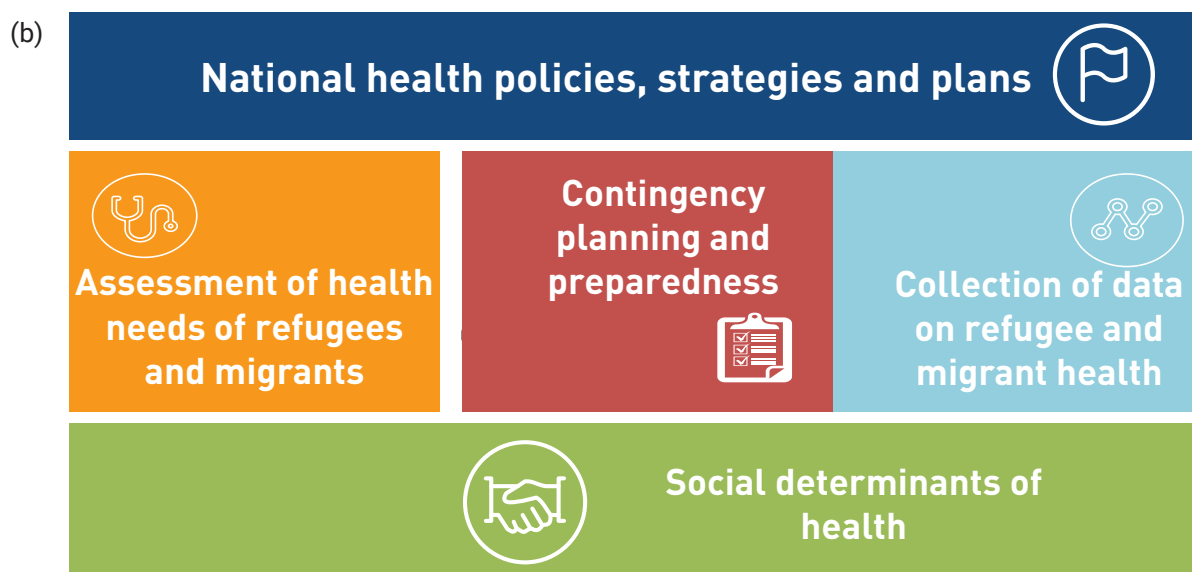 (b)
National health policies, strategies and plans
Assessment of health
needs of refugees
and migrants
Contingency
planning and
preparedness
Collection of data
on refugee and
migrant health
Social determinants of
health